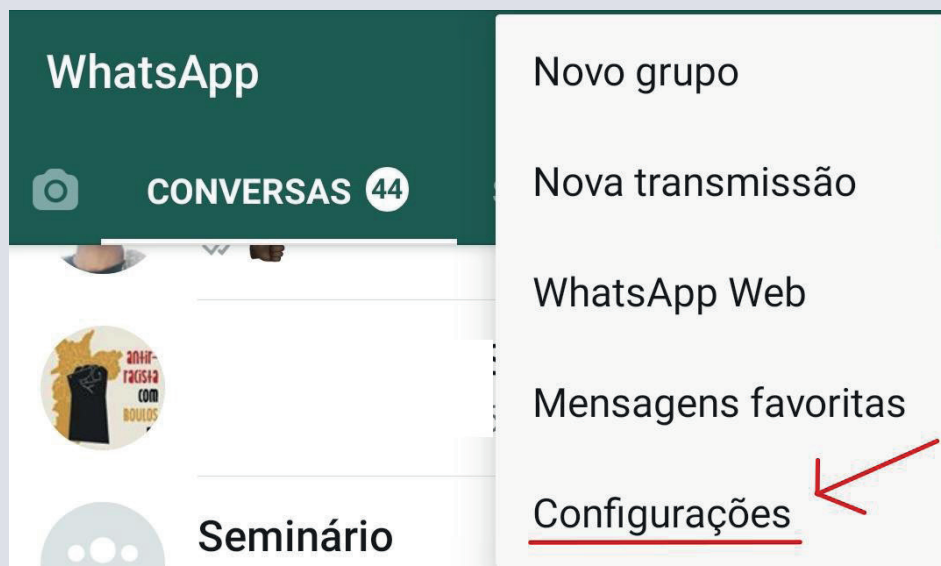 WhatsApp
CONVERSAS 44
antir-
racista
com
BOULOS
Seminário
Novo grupo
Nova transmissão
WhatsApp Web
Mensagens favoritas
Configurações